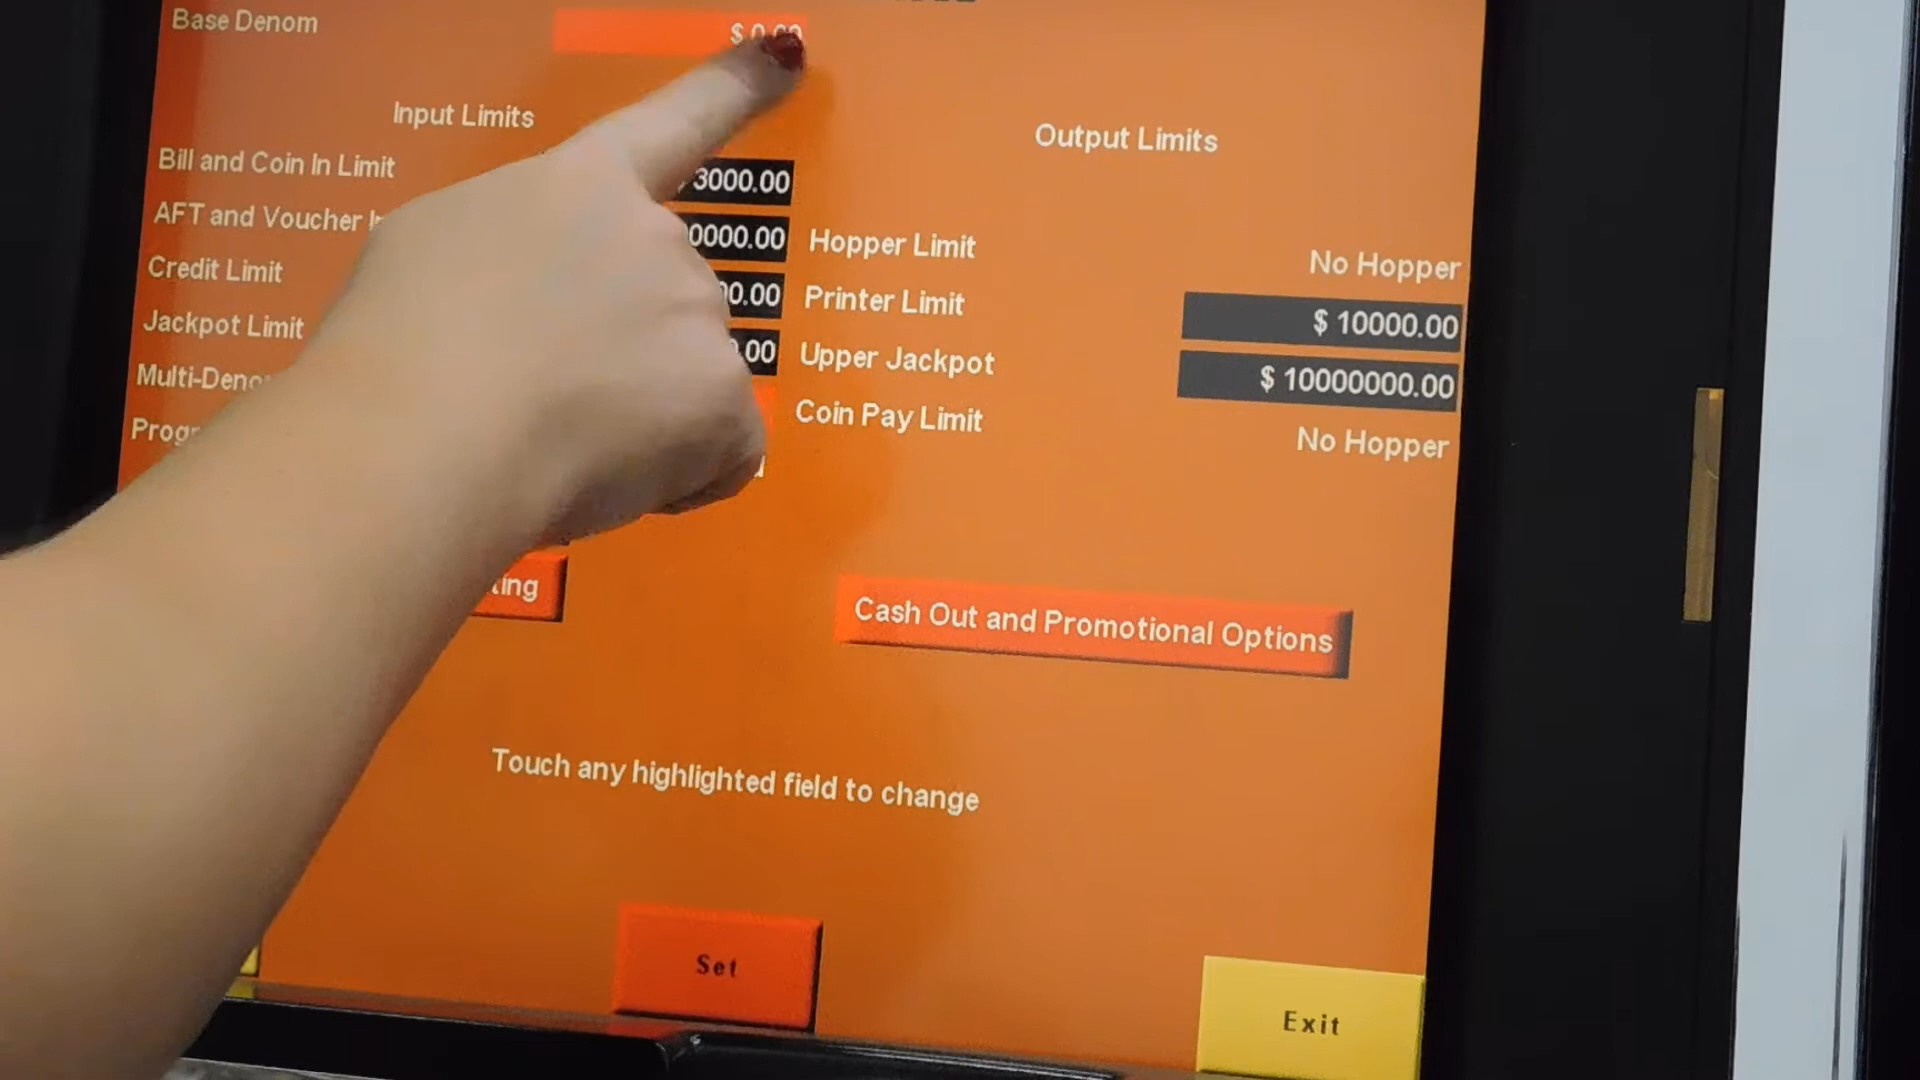 Base Denom $
Input Limits
Output Limits
Bill and Coin In Limit 3000.00
AFT and Voucher 0000.00
Hopper Limit No Hopper
Credit Limit 0.00
Printer Limit $ 10000.00
Jackpot Limit .00
Upper Jackpot $ 10000000.00
Coin Pay Limit No Hopper
Cash Out and Promotional Options
Touch any highlighted field to change
Set
Exit